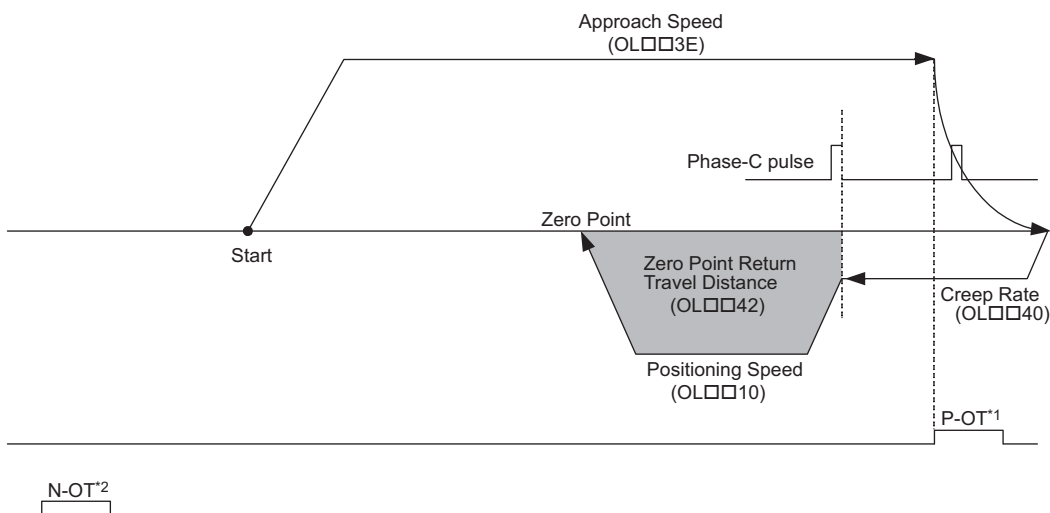 Approach Speed
(OL□□3E)
Phase-C pulse
Zero Point
Start
Zero Point Return
Travel Distance
(OL□□42)
Creep Rate
(OL□□40)
Positioning Speed
(OL□□10)
P-OT*1
N-OT*2